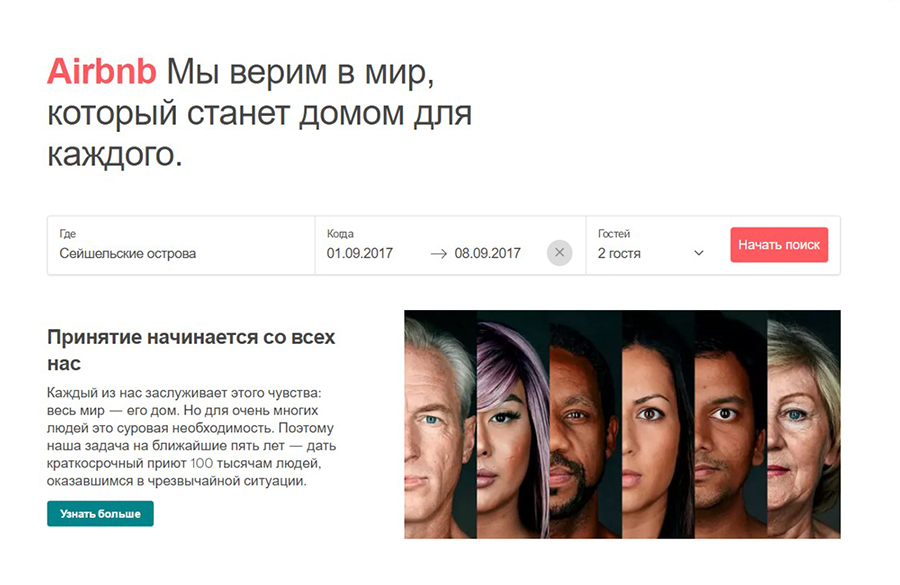 Airbnb Мы верим в мир,
который станет домом для
каждого.
Где
Сейшельские острова
Когда
01.09.2017 → 08.09.2017
Гостей
2 гостя
Начать поиск
Принятие начинается со всех
нас
Каждый из нас заслуживает этого чувства:
весь мир — его дом. Но для очень многих
людей это суровая необходимость. Поэтому
наша задача на ближайшие пять лет — дать
краткосрочный приют 100 тысячам людей,
оказавшимся в чрезвычайной ситуации.
Узнать больше